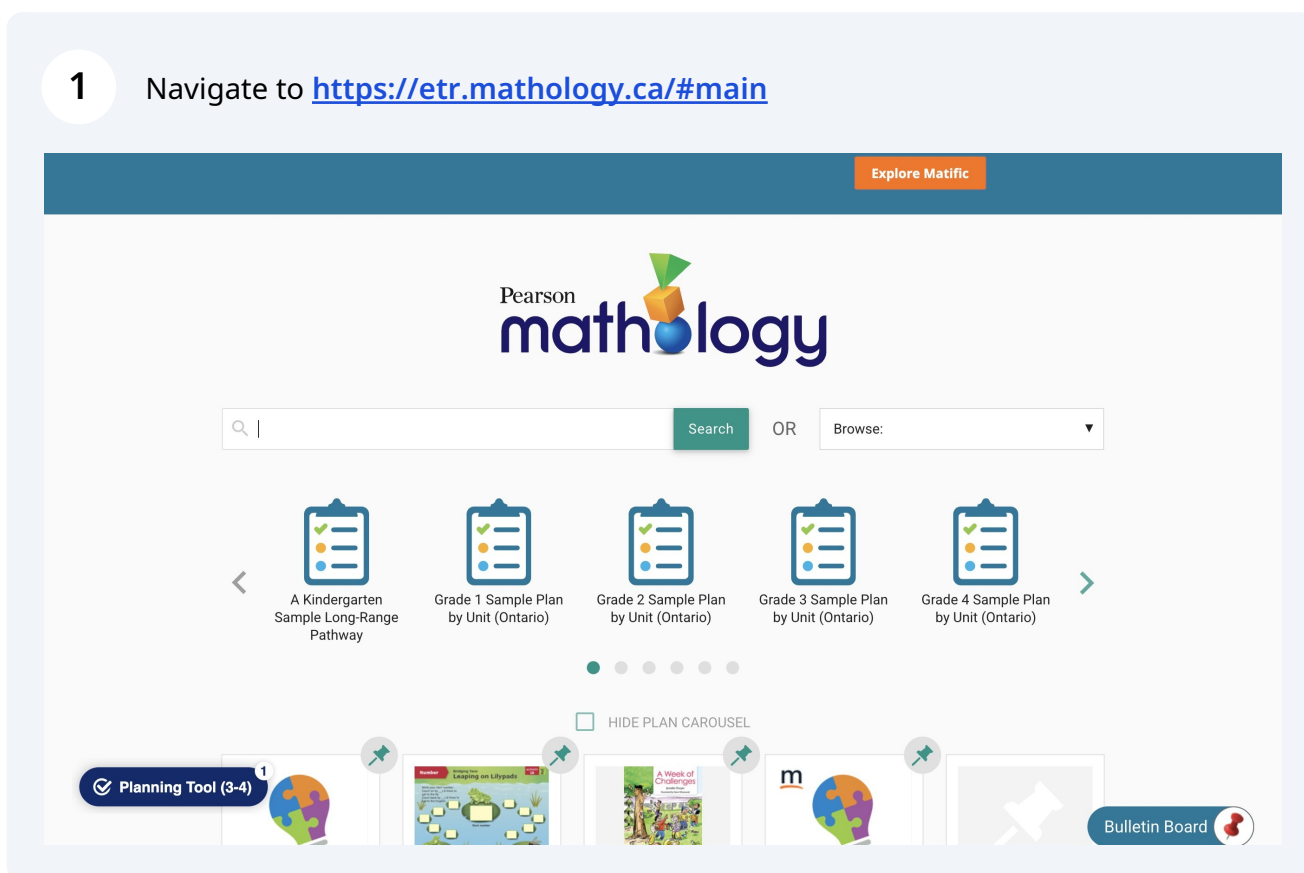 1 Navigate to https://etr.mathology.ca/#main
Explore Matific
Pearson
mathology
Search OR Browse:
A Kindergarten
Sample Long-Range
Pathway
Grade 1 Sample Plan
by Unit (Ontario)
Grade 2 Sample Plan
by Unit (Ontario)
Grade 3 Sample Plan
by Unit (Ontario)
Grade 4 Sample Plan
by Unit (Ontario)
HIDE PLAN CAROUSEL
Planning Tool (3-4) 1
Number
Leaping on Lilypads
A Week of
Challenges
m
Bulletin Board